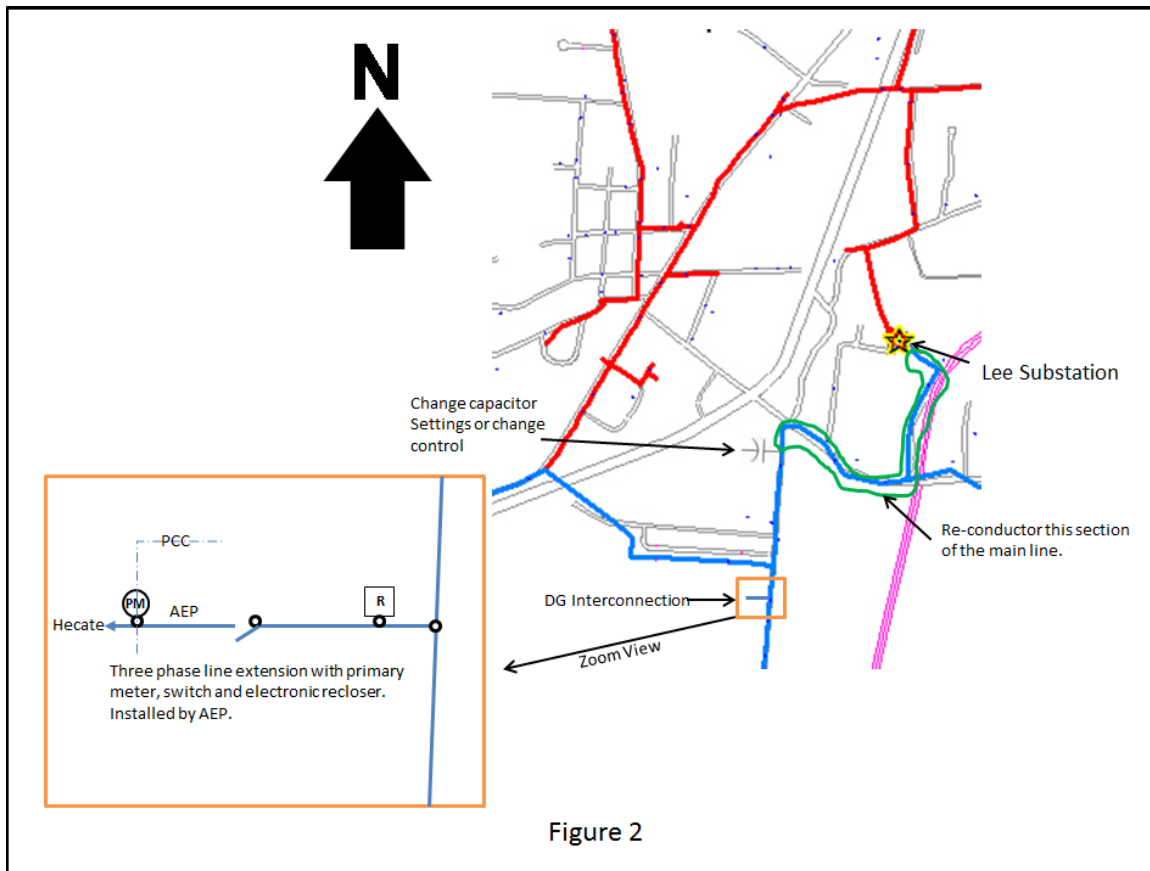 N
Lee Substation
Change capacitor
Settings or change
control
Re-conductor this section
of the main line.
DG Interconnection
Zoom View
PCC
PM
AEP
R
Hecate
Three phase line extension with primary
meter, switch and electronic recloser.
Installed by AEP.
Figure 2